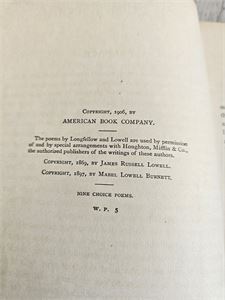 COPYRIGHT, 1906, BY
AMERICAN BOOK COMPANY.
The poems by Longfellow and Lowell are used by permission
of and by special arrangements with Houghton, Mifflin & Co.,
the authorized publishers of the writings of these authors.
COPYRIGHT, 1869, BY JAMES RUSSELL LOWELL.
COPYRIGHT, 1897, BY MABEL LOWELL BURNETT.
NINE CHOICE POEMS.
W. P. 5